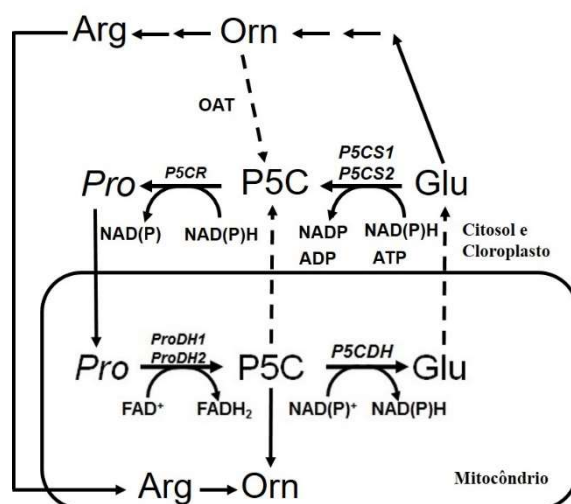 Arg Orn
OAT
P5CS1
Pro P5CR P5C P5CS2 Glu
NAD(P) NAD(P)H NADP NAD(P)H
ADP ATP
Citosol e
Cloroplasto
ProDH1
Pro ProDH2 P5C P5CDH Glu
FAD⁺ FADH₂ NAD(P)⁺ NAD(P)H
Arg Orn
Mitocôndrio